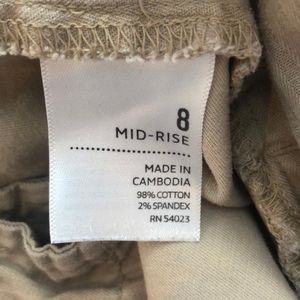 8
MID-RISE
MADE IN
CAMBODIA
98% COTTON
2% SPANDEX
RN 54023